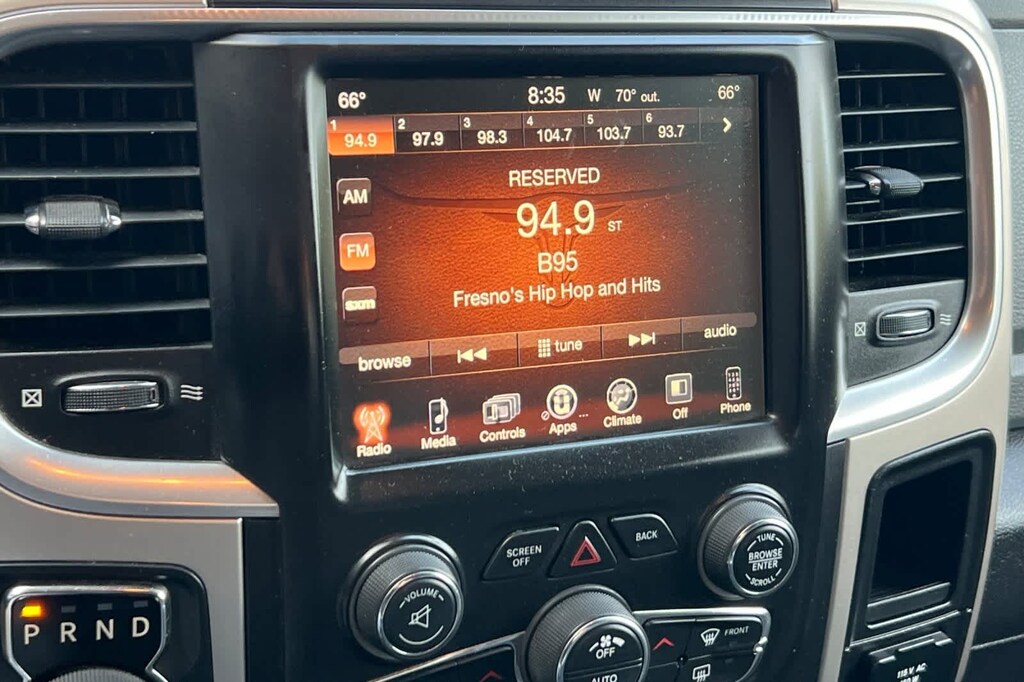 66° 8:35 W 70° out. 66°
1 94.9 2 97.9 3 98.3 4 104.7 5 103.7 6 93.7
RESERVED
AM
94.9 ST
FM
B95
Fresno's Hip Hop and Hits
sxm
browse tune audio
Radio Media Controls Apps ... Climate Off Phone
SCREEN
OFF
BACK
TUNE
BROWSE
ENTER
SCROLL
VOLUME
P R N D
OFF
AUTO
FRONT
115 V, AC